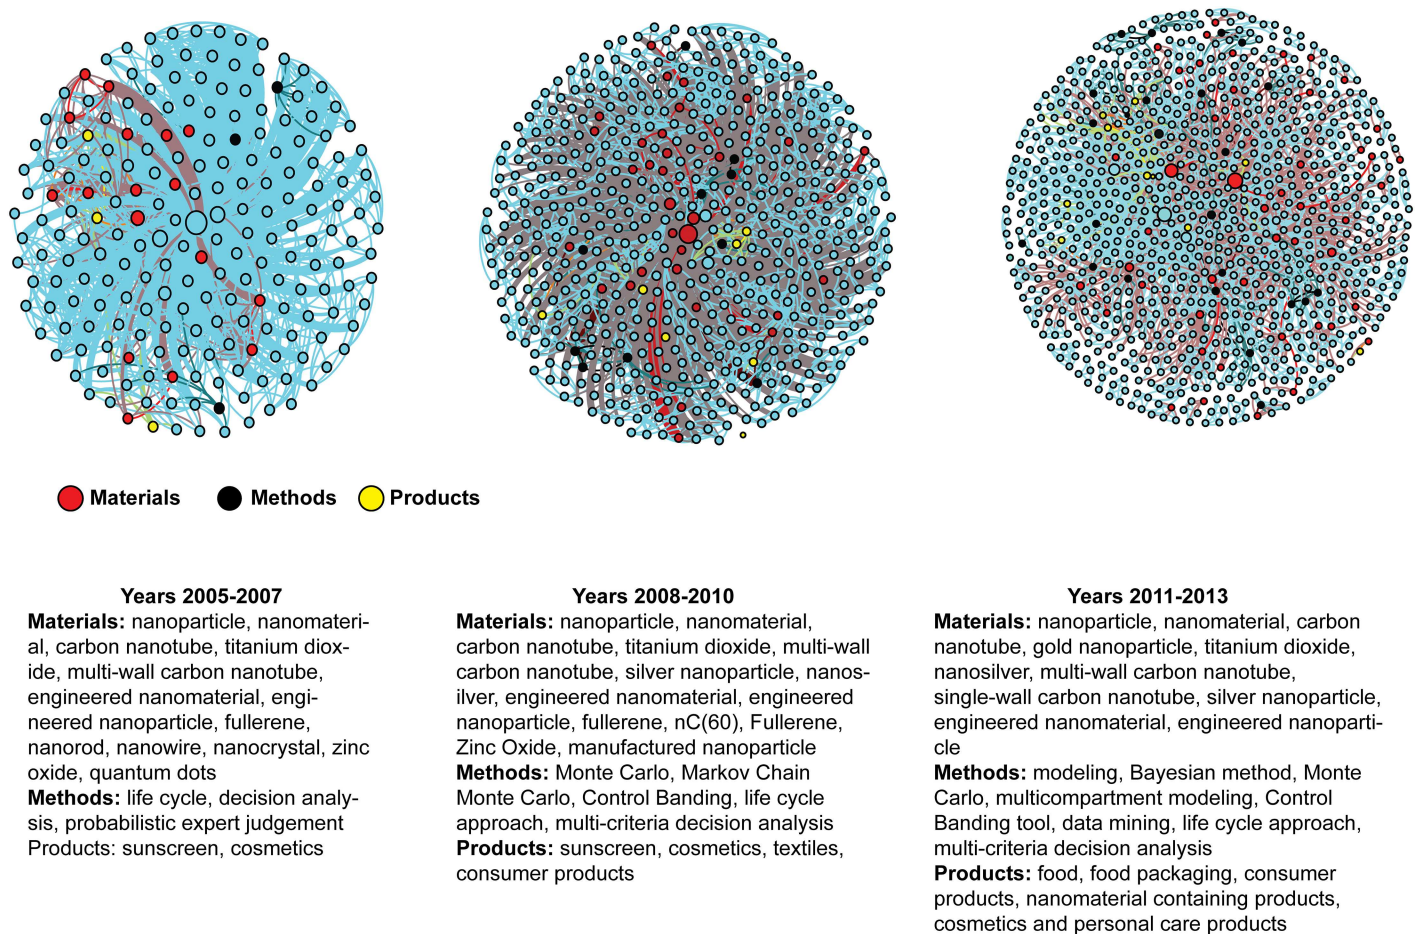 Materials
Methods
Products
Years 2005-2007
Materials: nanoparticle, nanomateri-
al, carbon nanotube, titanium diox-
ide, multi-wall carbon nanotube,
engineered nanomaterial, engi-
neered nanoparticle, fullerene,
nanorod, nanowire, nanocrystal, zinc
oxide, quantum dots
Methods: life cycle, decision analy-
sis, probabilistic expert judgement
Products: sunscreen, cosmetics
Years 2008-2010
Materials: nanoparticle, nanomaterial,
carbon nanotube, titanium dioxide, multi-wall
carbon nanotube, silver nanoparticle, nanos-
ilver, engineered nanomaterial, engineered
nanoparticle, fullerene, nC(60), Fullerene,
Zinc Oxide, manufactured nanoparticle
Methods: Monte Carlo, Markov Chain
Monte Carlo, Control Banding, life cycle
approach, multi-criteria decision analysis
Products: sunscreen, cosmetics, textiles,
consumer products
Years 2011-2013
Materials: nanoparticle, nanomaterial, carbon
nanotube, gold nanoparticle, titanium dioxide,
nanosilver, multi-wall carbon nanotube,
single-wall carbon nanotube, silver nanoparticle,
engineered nanomaterial, engineered nanoparti-
cle
Methods: modeling, Bayesian method, Monte
Carlo, multicompartment modeling, Control
Banding tool, data mining, life cycle approach,
multi-criteria decision analysis
Products: food, food packaging, consumer
products, nanomaterial containing products,
cosmetics and personal care products